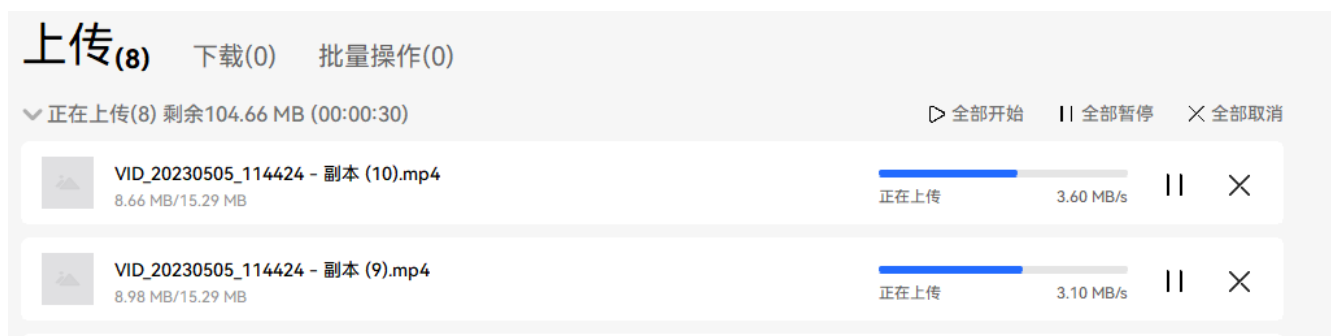 上传(8) 下载(0) 批量操作(0)
正在上传(8) 剩余104.66 MB (00:00:30) 全部开始 全部暂停 全部取消
VID_20230505_114424 - 副本 (10).mp4
8.66 MB/15.29 MB 正在上传 3.60 MB/s
VID_20230505_114424 - 副本 (9).mp4
8.98 MB/15.29 MB 正在上传 3.10 MB/s